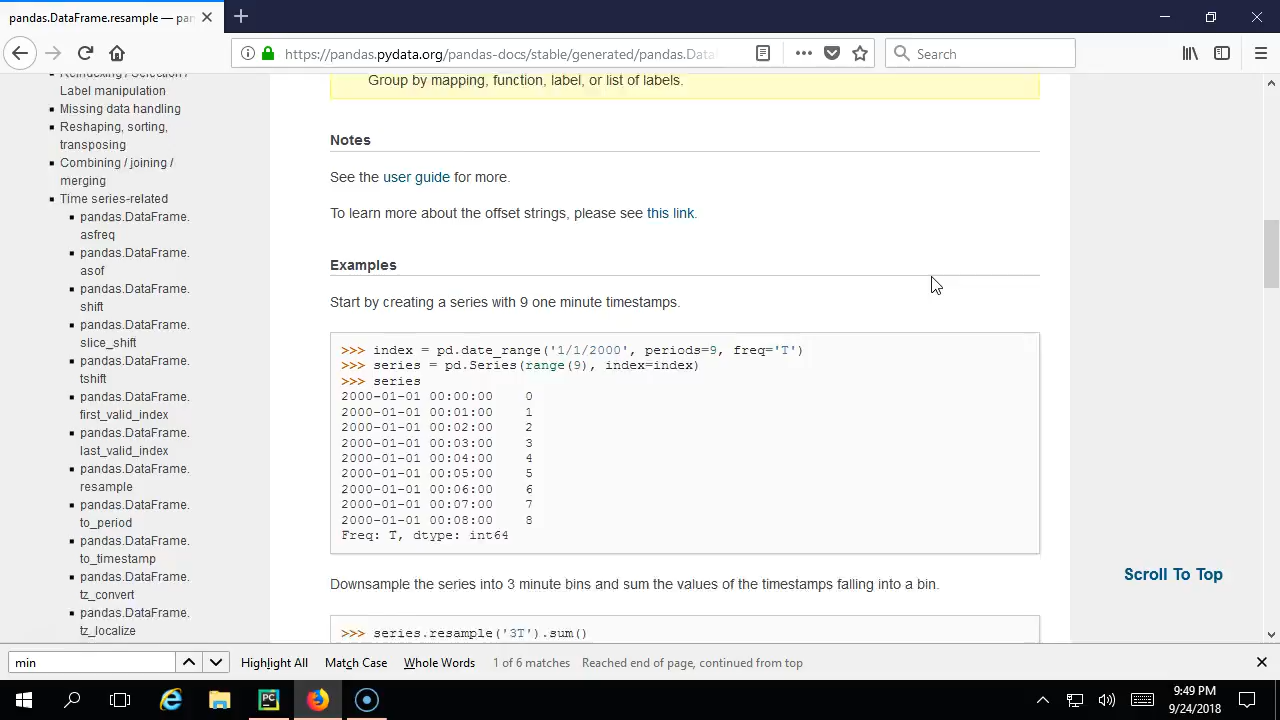 pandas.DataFrame.resample — pan
https://pandas.pydata.org/pandas-docs/stable/generated/pandas.Data
Search
Reindexing / Selection /
Label manipulation
Missing data handling
Reshaping, sorting,
transposing
Combining / joining /
merging
Time series-related
pandas.DataFrame.
asfreq
pandas.DataFrame.
asof
pandas.DataFrame.
shift
pandas.DataFrame.
slice_shift
pandas.DataFrame.
tshift
pandas.DataFrame.
first_valid_index
pandas.DataFrame.
last_valid_index
pandas.DataFrame.
resample
pandas.DataFrame.
to_period
pandas.DataFrame.
to_timestamp
pandas.DataFrame.
tz_convert
pandas.DataFrame.
tz_localize
Group by mapping, function, label, or list of labels.
Notes
See the user guide for more.
To learn more about the offset strings, please see this link.
Examples
Start by creating a series with 9 one minute timestamps.
>>> index = pd.date_range('1/1/2000', periods=9, freq='T')
>>> series = pd.Series(range(9), index=index)
>>> series
2000-01-01 00:00:00    0
2000-01-01 00:01:00    1
2000-01-01 00:02:00    2
2000-01-01 00:03:00    3
2000-01-01 00:04:00    4
2000-01-01 00:05:00    5
2000-01-01 00:06:00    6
2000-01-01 00:07:00    7
2000-01-01 00:08:00    8
Freq: T, dtype: int64
Downsample the series into 3 minute bins and sum the values of the timestamps falling into a bin.
>>> series.resample('3T').sum()
Scroll To Top
min
Highlight All
Match Case
Whole Words
1 of 6 matches
Reached end of page, continued from top
PC
9:49 PM
9/24/2018